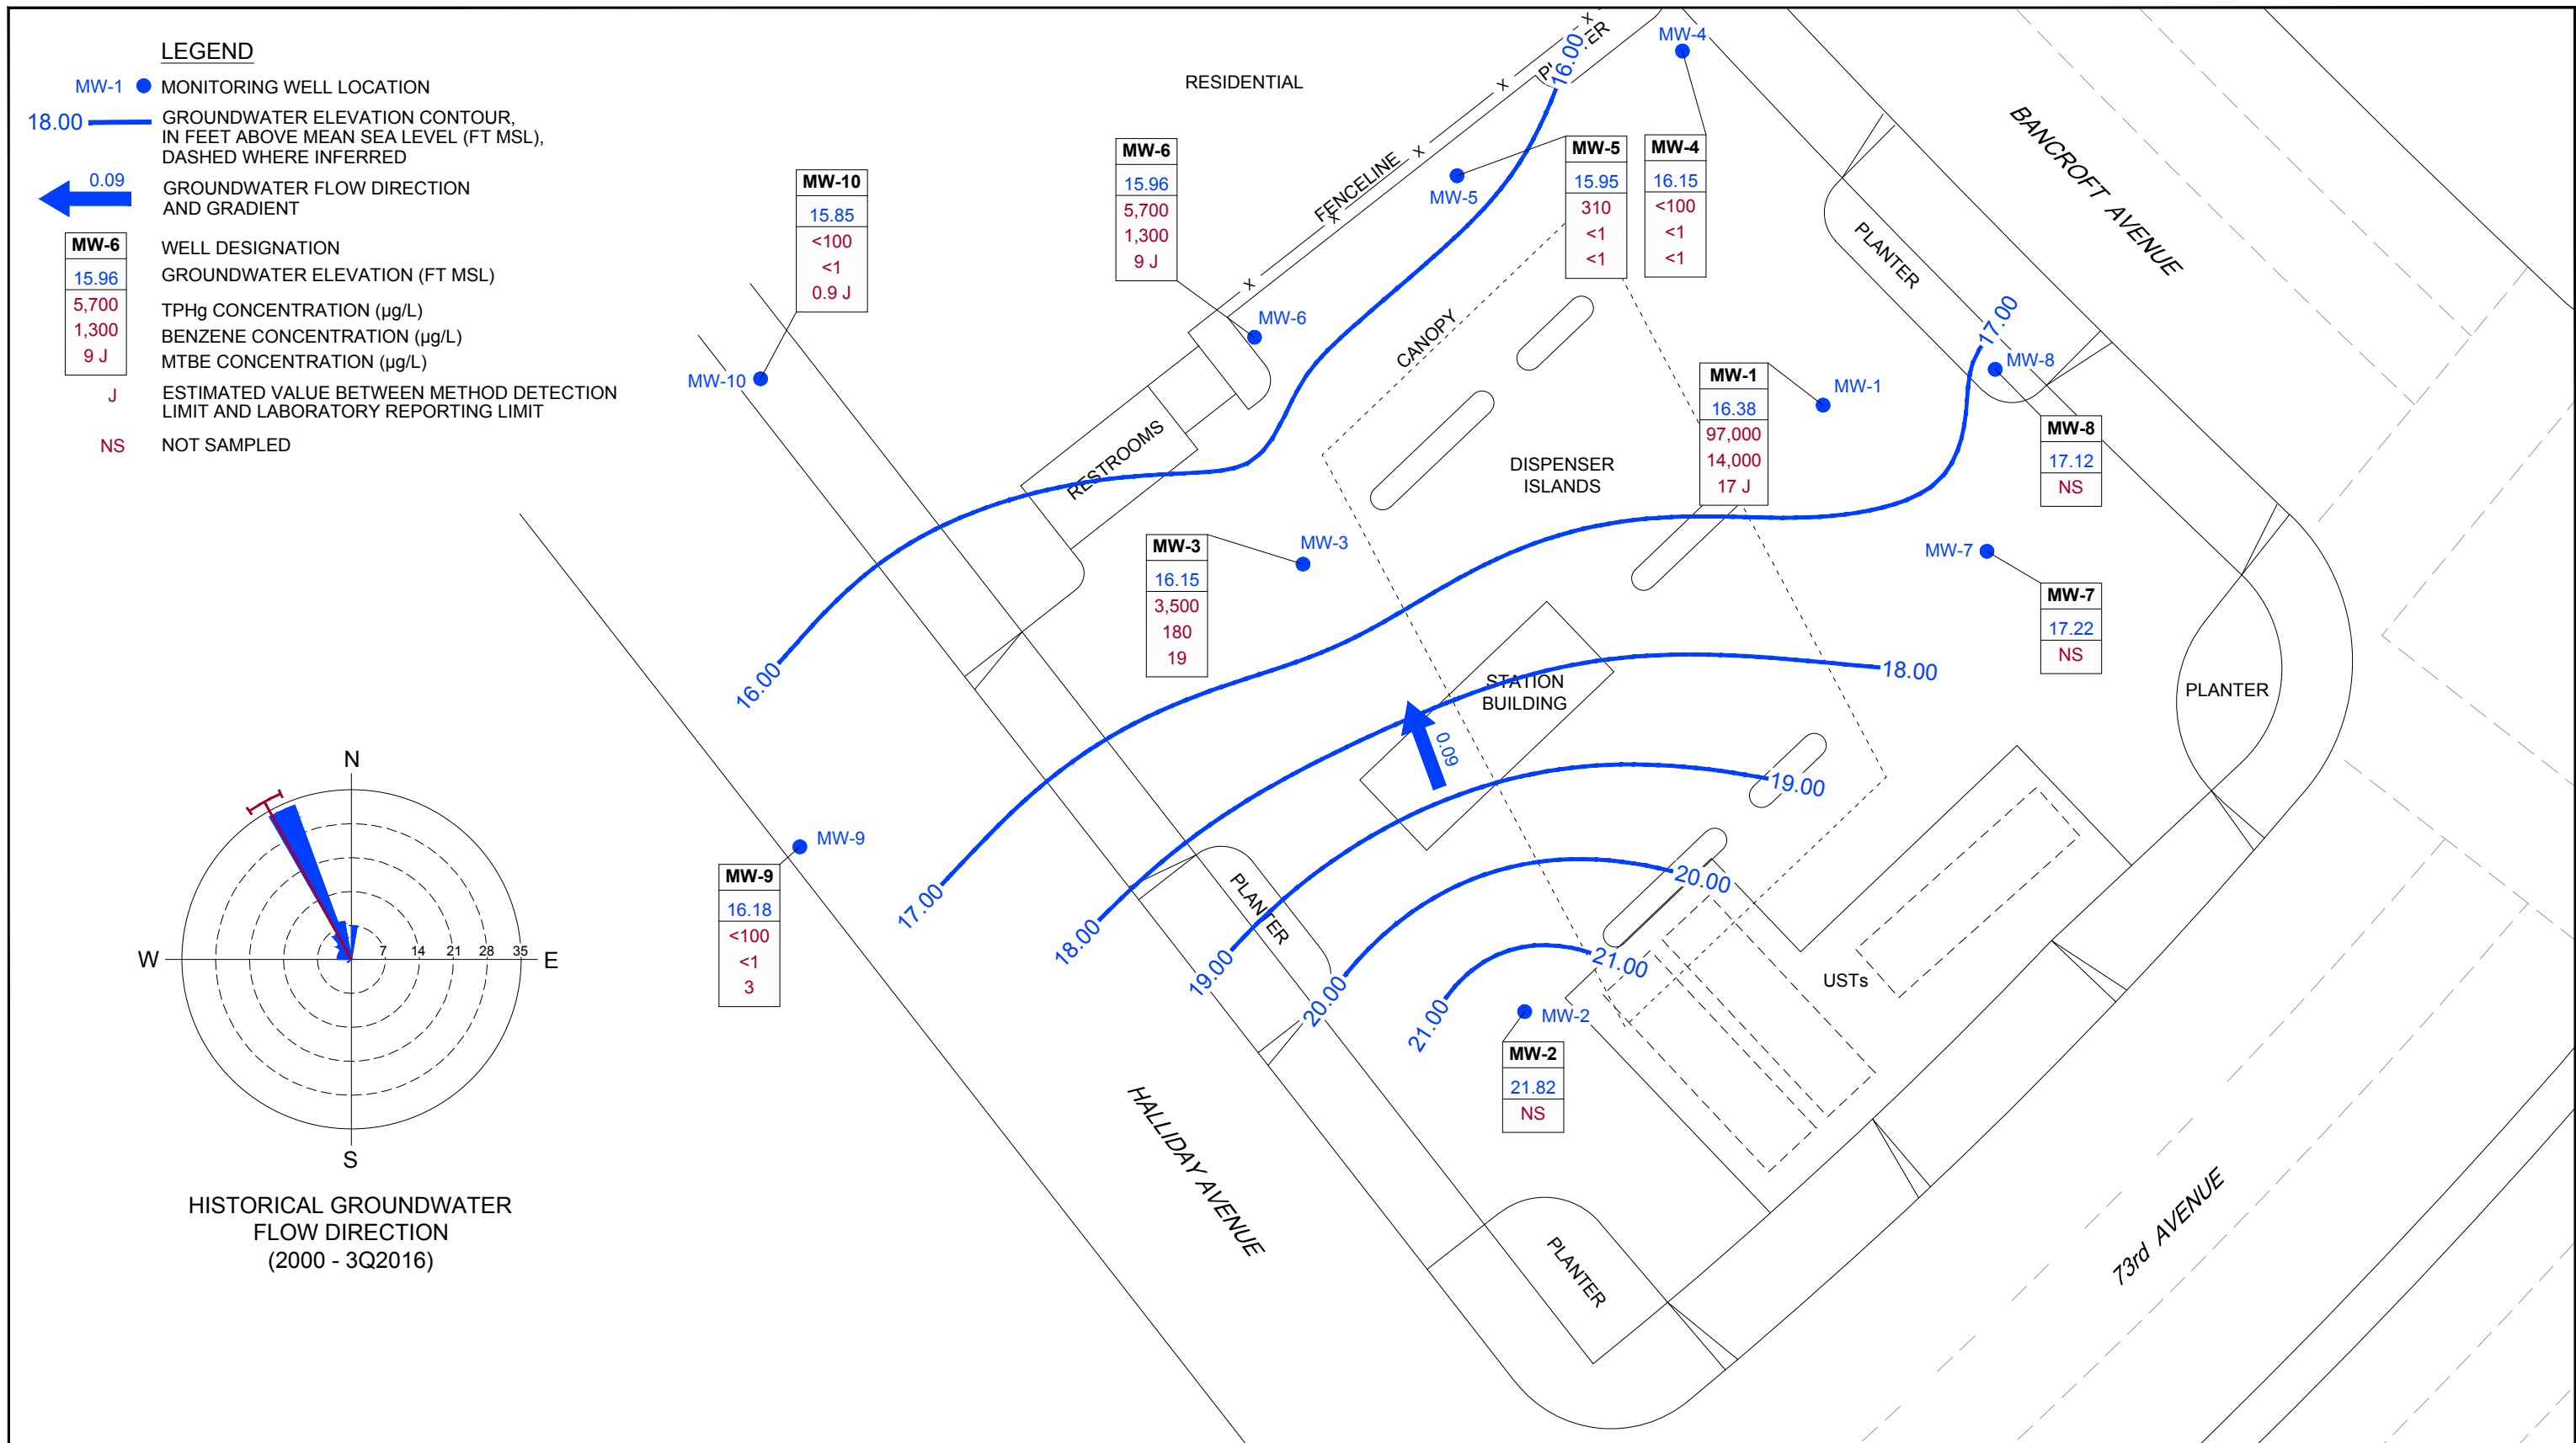 LEGEND
MW-1 MONITORING WELL LOCATION
18.00 GROUNDWATER ELEVATION CONTOUR,
IN FEET ABOVE MEAN SEA LEVEL (FT MSL),
DASHED WHERE INFERRED
0.09
GROUNDWATER FLOW DIRECTION
AND GRADIENT
MW-6 WELL DESIGNATION
15.96 GROUNDWATER ELEVATION (FT MSL)
5,700 TPHg CONCENTRATION (µg/L)
1,300 BENZENE CONCENTRATION (µg/L)
9 J MTBE CONCENTRATION (µg/L)
J ESTIMATED VALUE BETWEEN METHOD DETECTION
LIMIT AND LABORATORY REPORTING LIMIT
NS NOT SAMPLED
RESIDENTIAL
FENCELINE
x
x
x
x
x
16.00
MW-4
MW-5
MW-6
MW-10
MW-10
15.85
<100
<1
0.9 J
MW-6
15.96
5,700
1,300
9 J
MW-5
15.95
310
<1
<1
MW-4
16.15
<100
<1
<1
BANCROFT AVENUE
PLANTER
17.00
MW-8
MW-1
MW-1
16.38
97,000
14,000
17 J
MW-8
17.12
NS
CANOPY
RESTROOMS
DISPENSER
ISLANDS
MW-3
MW-3
16.15
3,500
180
19
MW-7
MW-7
17.22
NS
16.00
18.00
STATION
BUILDING
PLANTER
0.09
19.00
MW-9
MW-9
16.18
<100
<1
3
17.00
18.00
PLANTER
19.00
20.00
20.00
21.00
21.00
USTs
MW-2
MW-2
21.82
NS
HALLIDAY AVENUE
PLANTER
73rd AVENUE
N
W
E
S
7 14 21 28 35
HISTORICAL GROUNDWATER
FLOW DIRECTION
(2000 - 3Q2016)